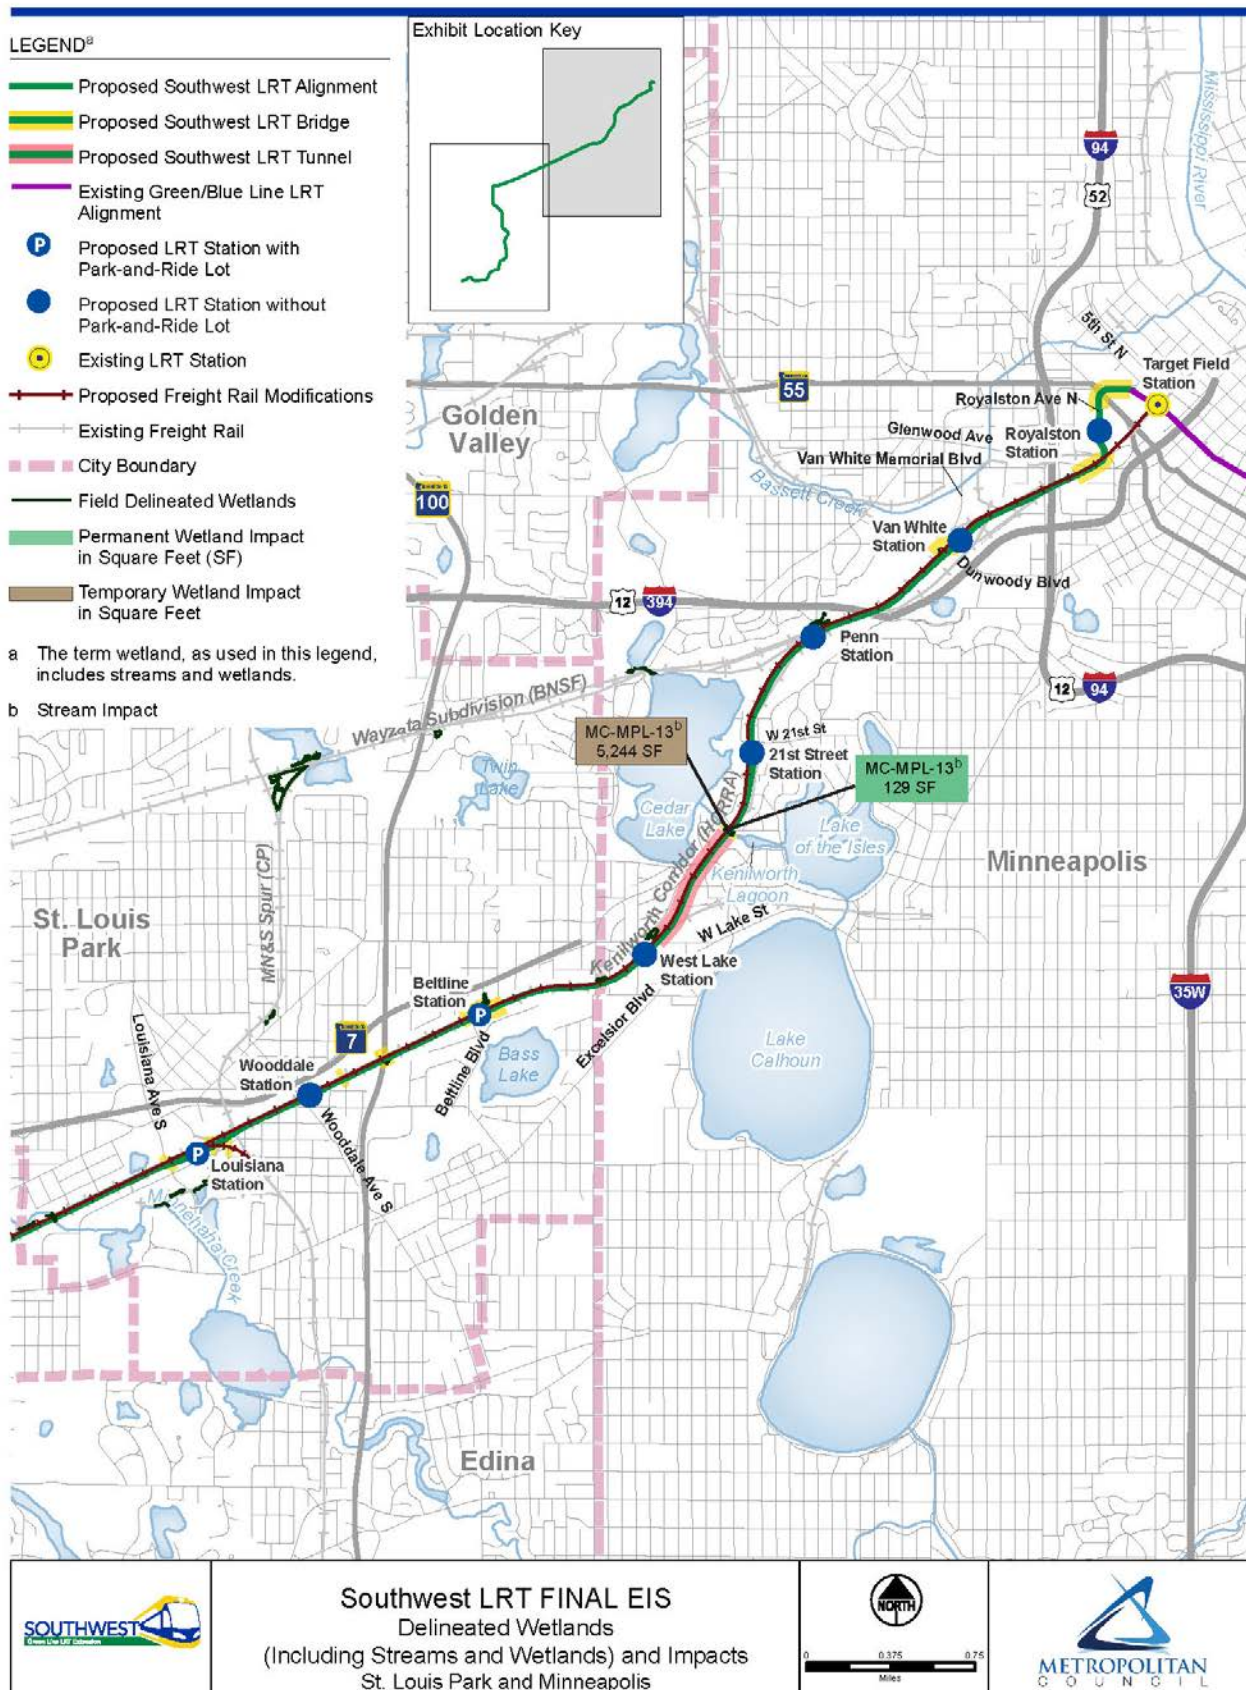 LEGENDa
Proposed Southwest LRT Alignment
Proposed Southwest LRT Bridge
Proposed Southwest LRT Tunnel
Existing Green/Blue Line LRT
Alignment
P
Proposed LRT Station with
Park-and-Ride Lot
Proposed LRT Station without
Park-and-Ride Lot
Existing LRT Station
Proposed Freight Rail Modifications
Existing Freight Rail
City Boundary
Field Delineated Wetlands
Permanent Wetland Impact
in Square Feet (SF)
Temporary Wetland Impact
in Square Feet
a The term wetland, as used in this legend,
includes streams and wetlands.
b Stream Impact
Exhibit Location Key
Mississippi River
94
52
5th St N
Target Field
Station
55
Royalston Ave N
Golden
Valley
Glenwood Ave
Royalston
Station
Van White Mamorial Blvd
Bassett Creek
100
Van White
Station
Dunwoody Blvd
12
394
Penn
Station
12
94
Wayzata Subdivision (BNSF)
MC-MPL-13b
5,244 SF
W 21st St
21st Street
Station
MC-MPL-13b
129 SF
Twin
Lake
Cedar
Lake
Lake
of the Isles
Tenilworth Corridor (HCRRA)
Kenilworth
Lagoon
Minneapolis
MN&S Spur (CP)
St. Louis
Park
W Lake St
West Lake
Station
Beltline
Station
P
35W
Excelsior Blvd
Louisiana Ave S
7
Bass
Lake
Lake
Calhoun
Wooddale
Station
Beltline Blvd
Wooddale Ave S
P
Louisiana
Station
Minnehaha Creek
Edina
SOUTHWEST
Green Line LRT Extension
Southwest LRT FINAL EIS
Delineated Wetlands
(Including Streams and Wetlands) and Impacts
St. Louis Park and Minneapolis
NORTH
0 0.375 0.75
Miles
METROPOLITAN
COUNCIL